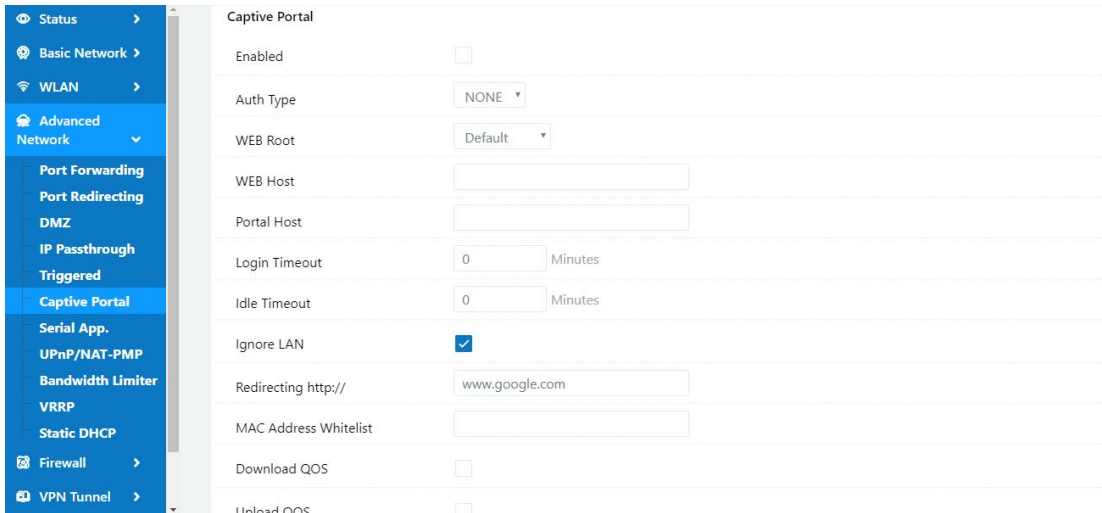 Status
Basic Network
WLAN
Advanced
Network
Port Forwarding
Port Redirecting
DMZ
IP Passthrough
Triggered
Captive Portal
Serial App.
UPnP/NAT-PMP
Bandwidth Limiter
VRRP
Static DHCP
Firewall
VPN Tunnel
Captive Portal
Enabled
Auth Type NONE
WEB Root Default
WEB Host
Portal Host
Login Timeout 0 Minutes
Idle Timeout 0 Minutes
Ignore LAN
Redirecting http:// www.google.com
MAC Address Whitelist
Download QOS
Upload QOS